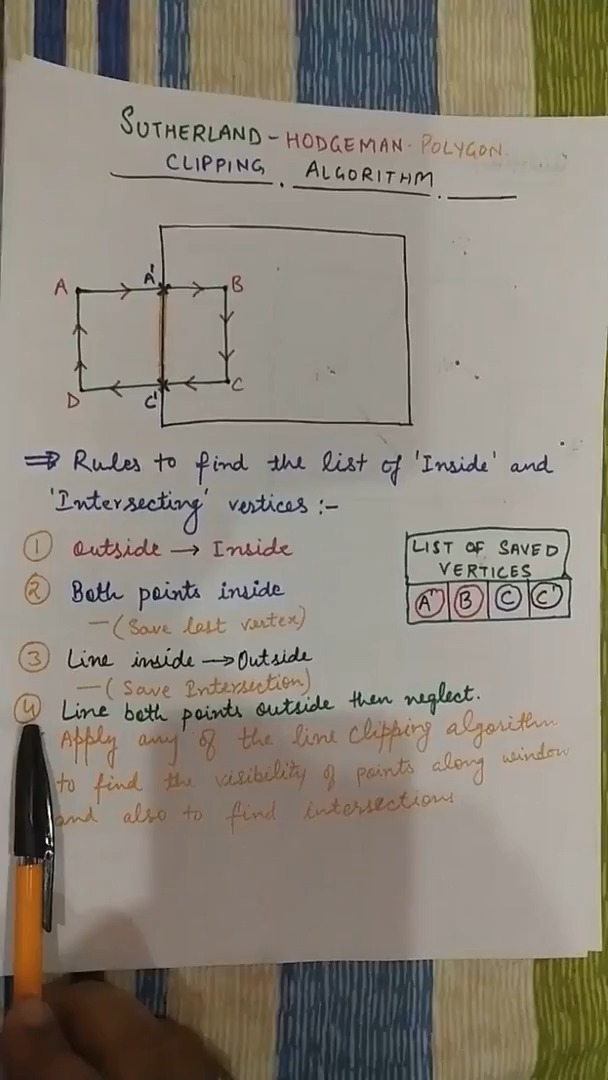 SUTHERLAND-HODGEMAN-POLYGON
CLIPPING ALGORITHM
A A' B
D C' C
⇒ Rules to find the list of 'Inside' and
'Intersecting' vertices :-
① Outside → Inside
② Both points inside
—(Save last vertex)
③ Line inside → Outside
—(Save Intersection)
④ Line both points outside then neglect.
Apply any of the line clipping algorithm
to find the visibility of points along window
and also to find intersections
LIST OF SAVED
VERTICES
A' B C C'